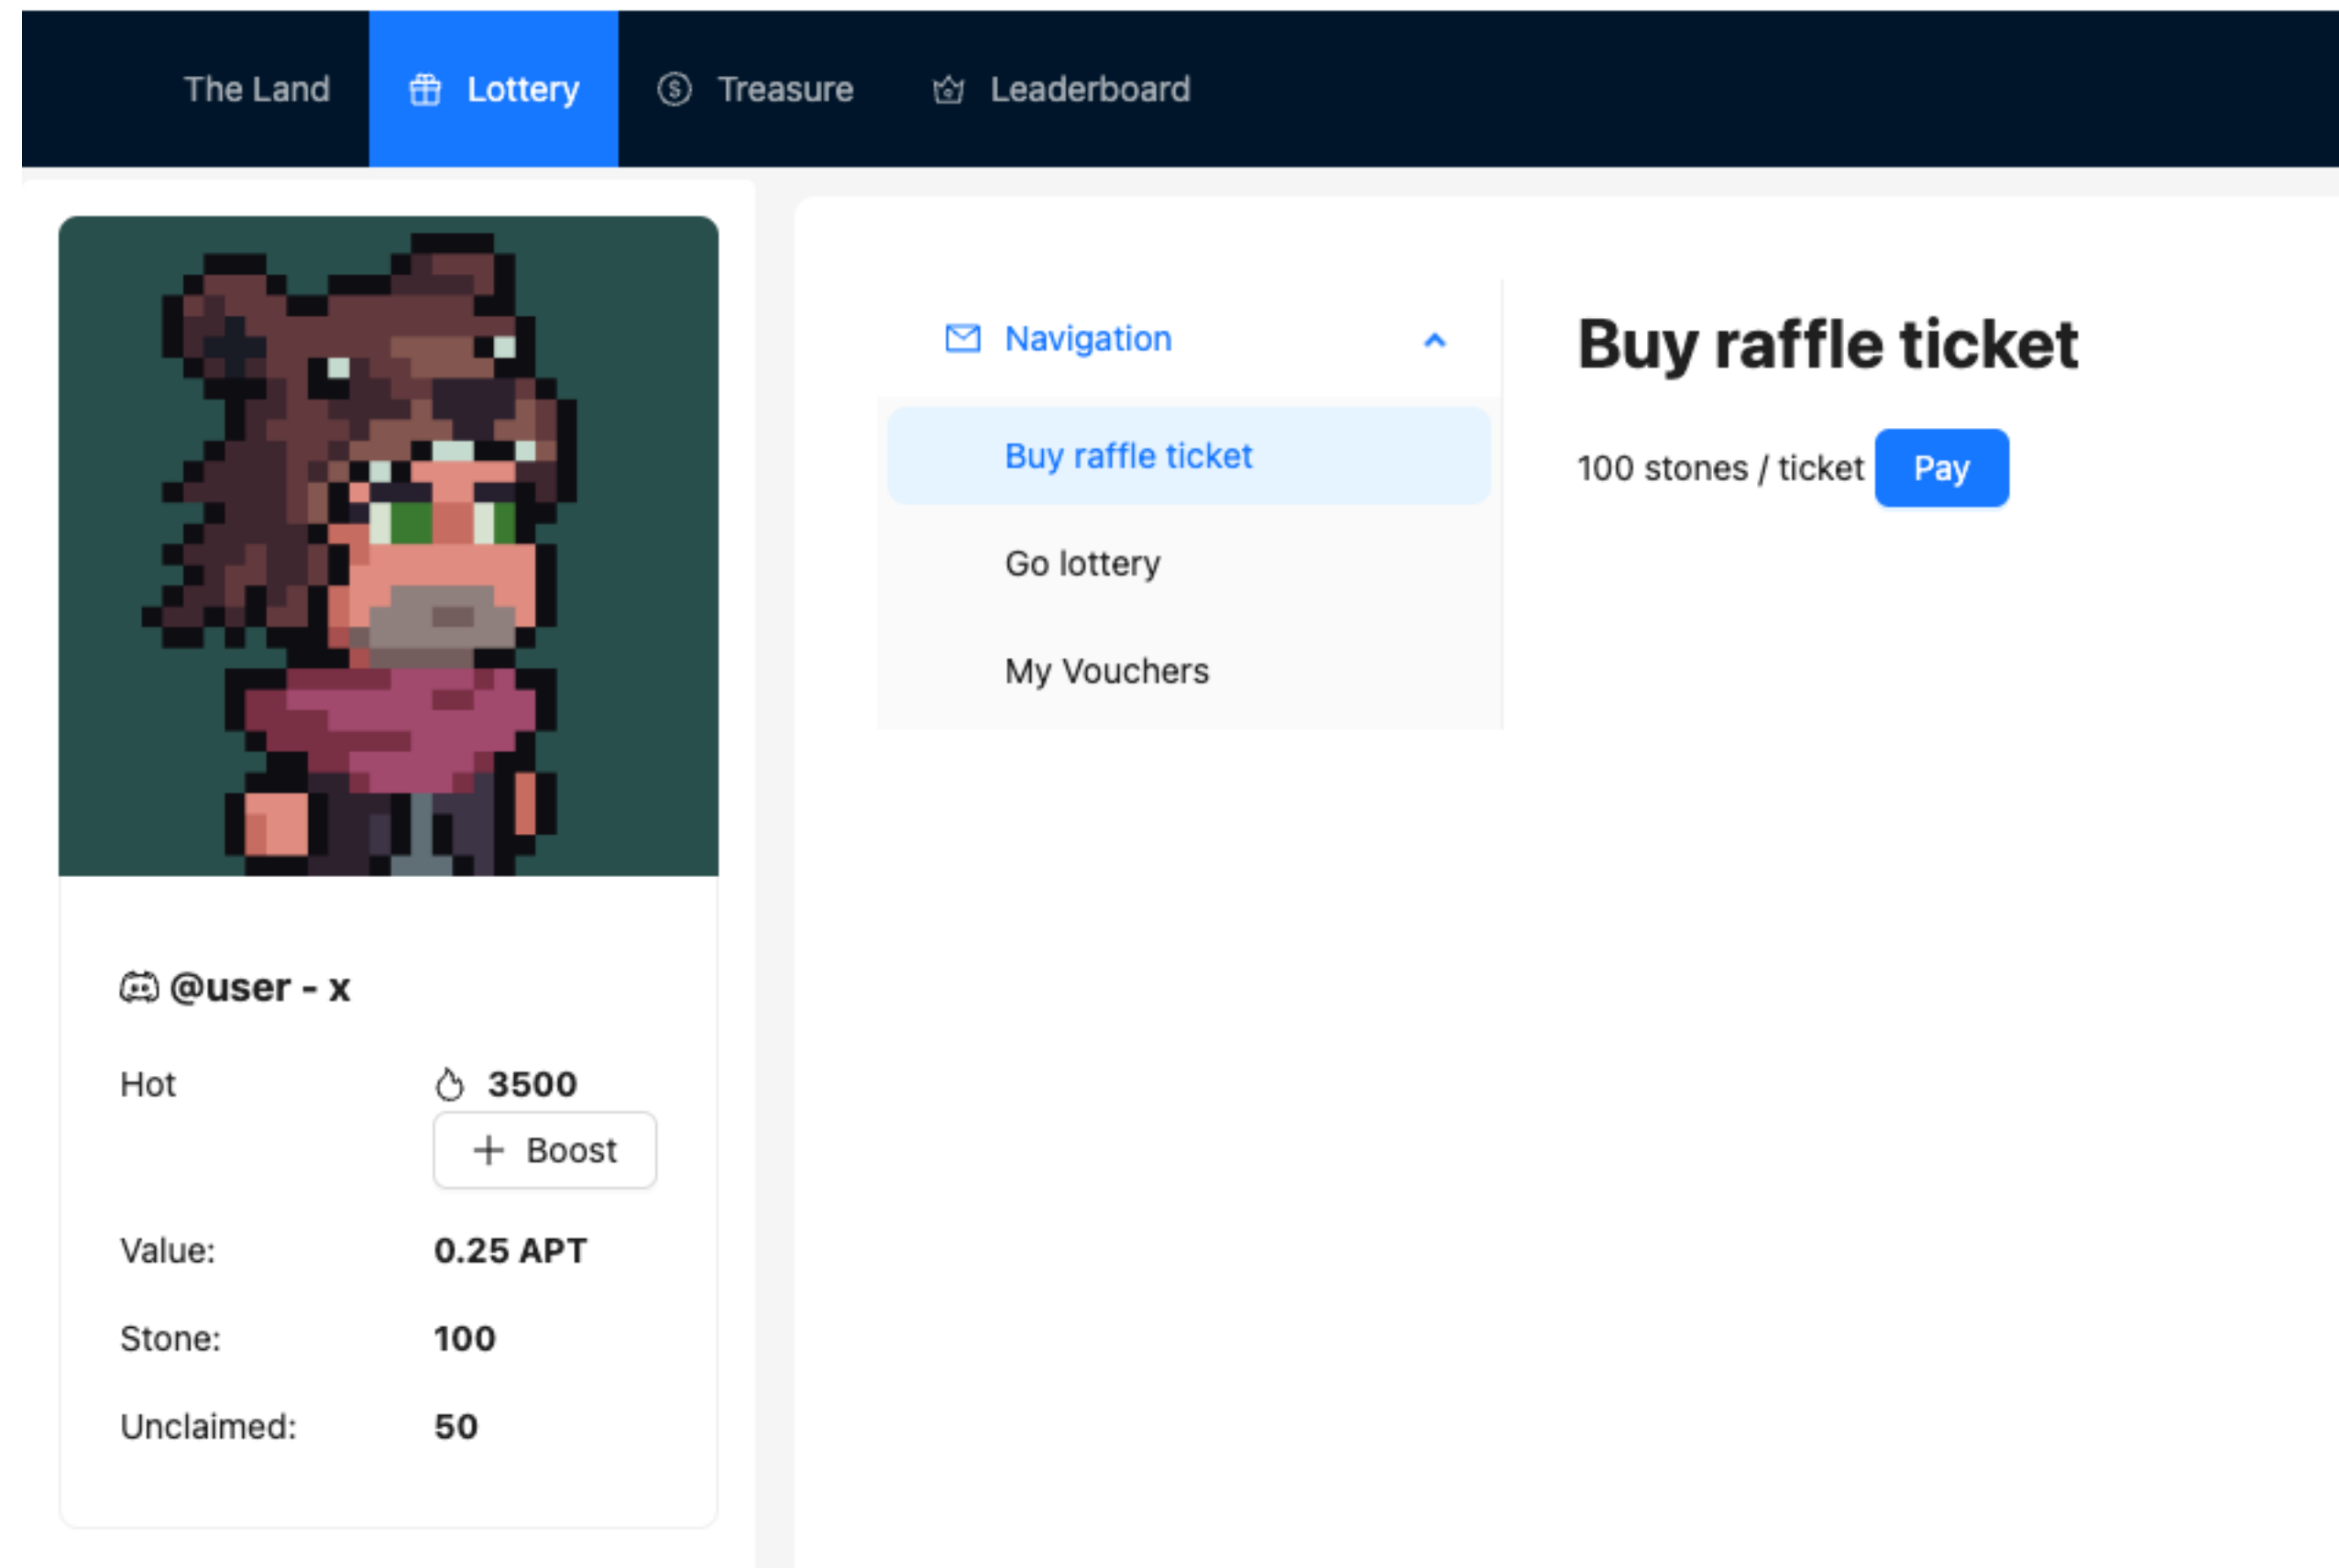 The Land Lottery Treasure Leaderboard
@user - x
Hot 3500
Boost
Value: 0.25 APT
Stone: 100
Unclaimed: 50
Navigation
Buy raffle ticket
Go lottery
My Vouchers
Buy raffle ticket
100 stones / ticket Pay